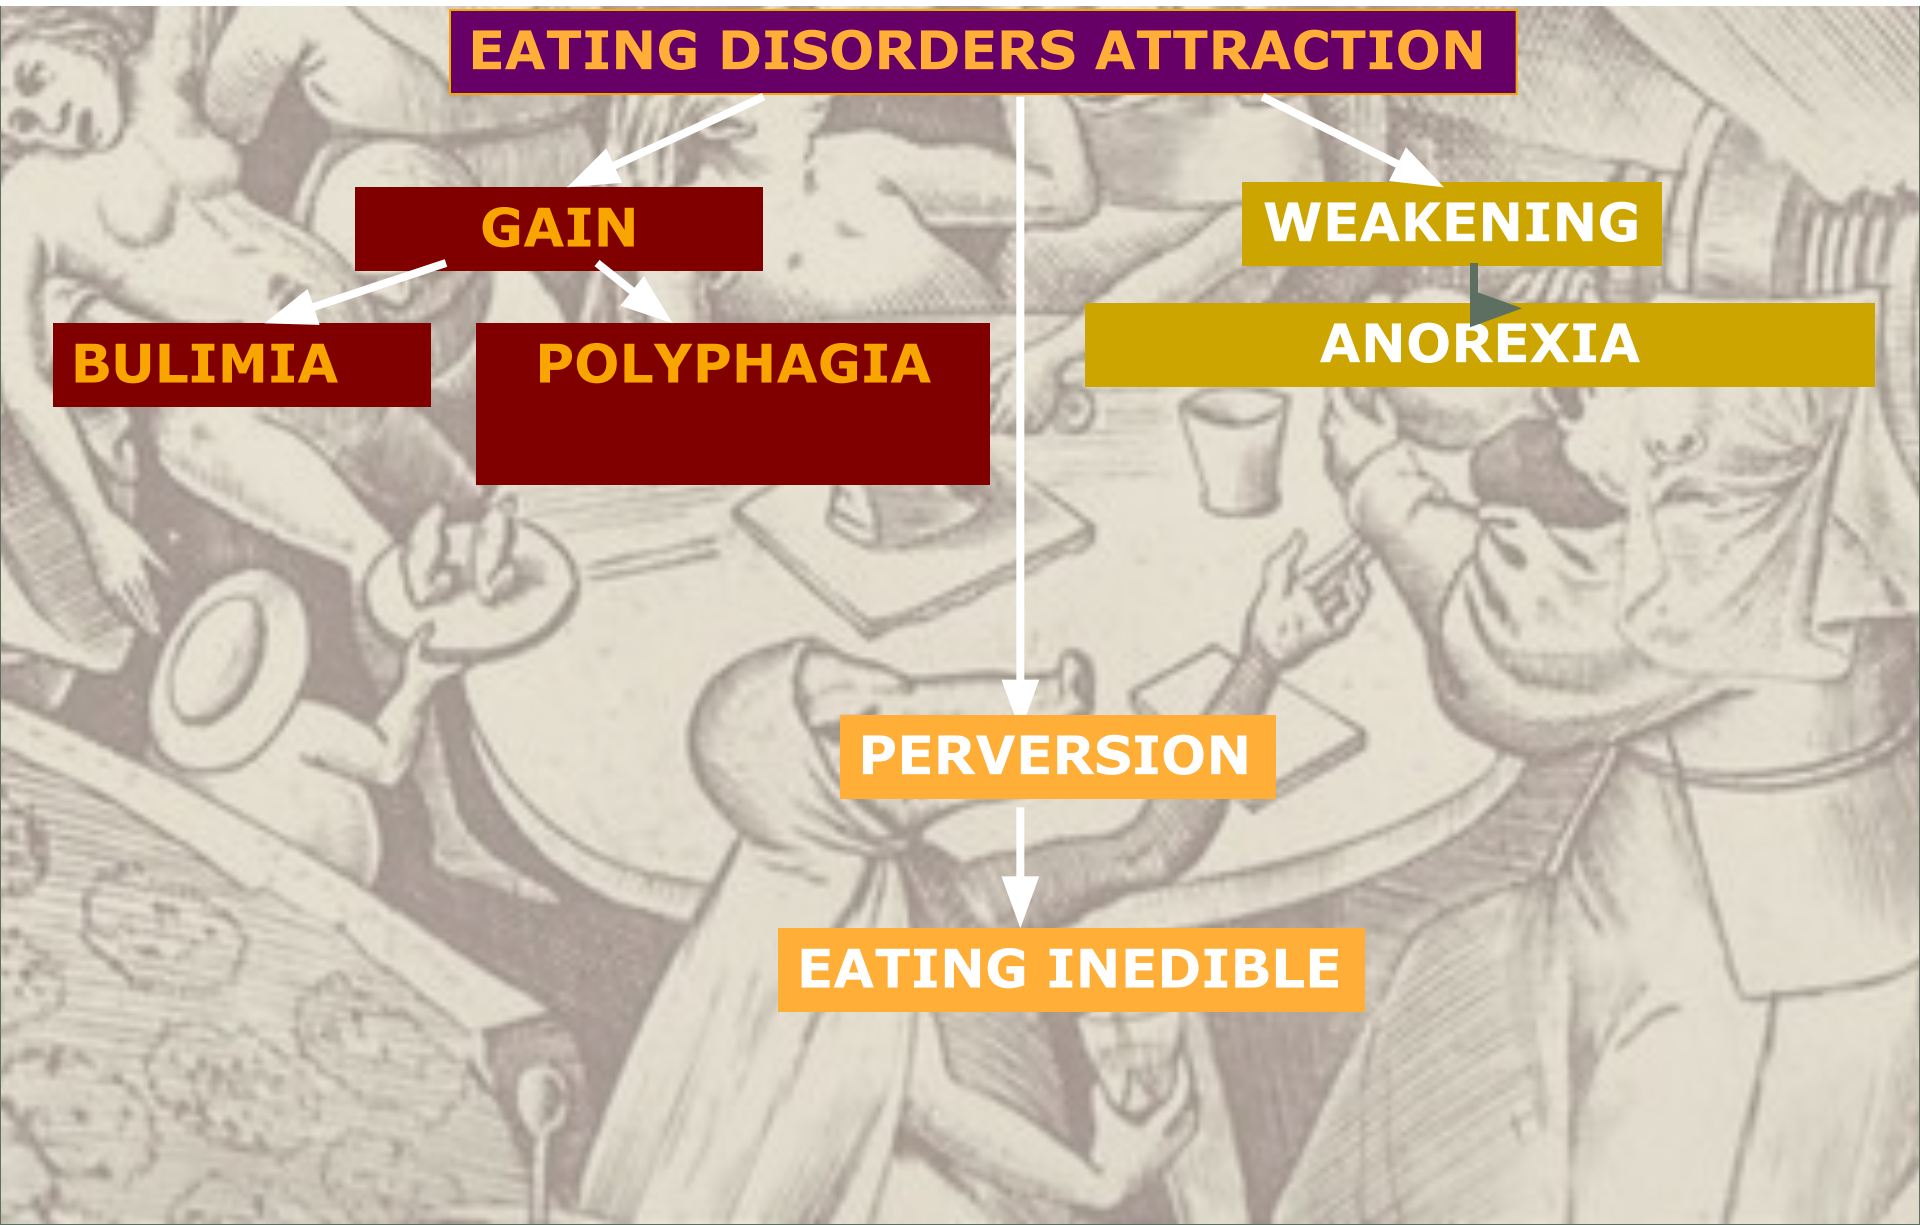 EATING DISORDERS ATTRACTION
GAIN
WEAKENING
BULIMIA
POLYPHAGIA
ANOREXIA
PERVERSION
EATING INEDIBLE